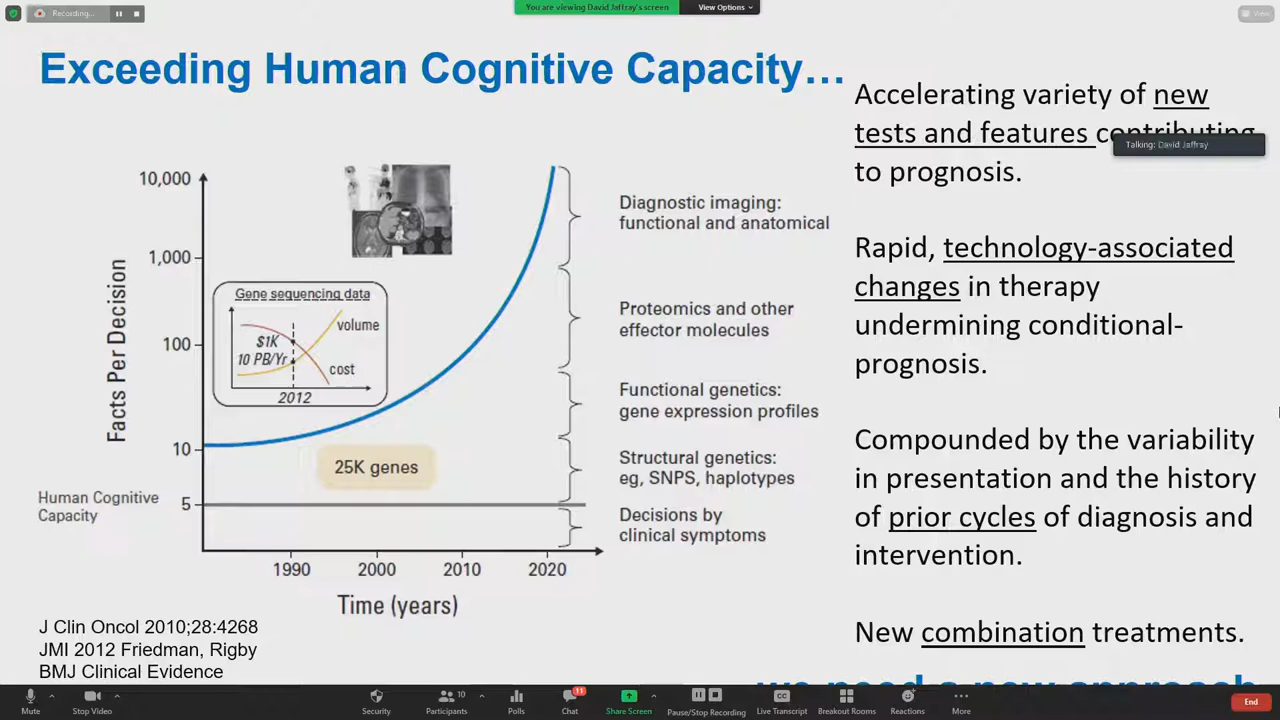 Recording...
You are viewing David Jaffray's screen
View Options
View
Exceeding Human Cognitive Capacity...
Accelerating variety of new
tests and features contributing
to prognosis.
Talking: David Jaffray
Rapid, technology-associated
changes in therapy
undermining conditional-
prognosis.
Compounded by the variability
in presentation and the history
of prior cycles of diagnosis and
intervention.
New combination treatments.
we need a new approach
Facts Per Decision
10,000
1,000
100
10
5
Human Cognitive
Capacity
Gene sequencing data
volume
$1K
10 PB/Yr
cost
2012
25K genes
Diagnostic imaging:
functional and anatomical
Proteomics and other
effector molecules
Functional genetics:
gene expression profiles
Structural genetics:
eg, SNPS, haplotypes
Decisions by
clinical symptoms
1990 2000 2010 2020
Time (years)
J Clin Oncol 2010;28:4268
JMI 2012 Friedman, Rigby
BMJ Clinical Evidence
Mute
Stop Video
Security
10
Participants
Polls
11
Chat
Share Screen
Pause/Stop Recording
CC
Live Transcript
Breakout Rooms
Reactions
More
End